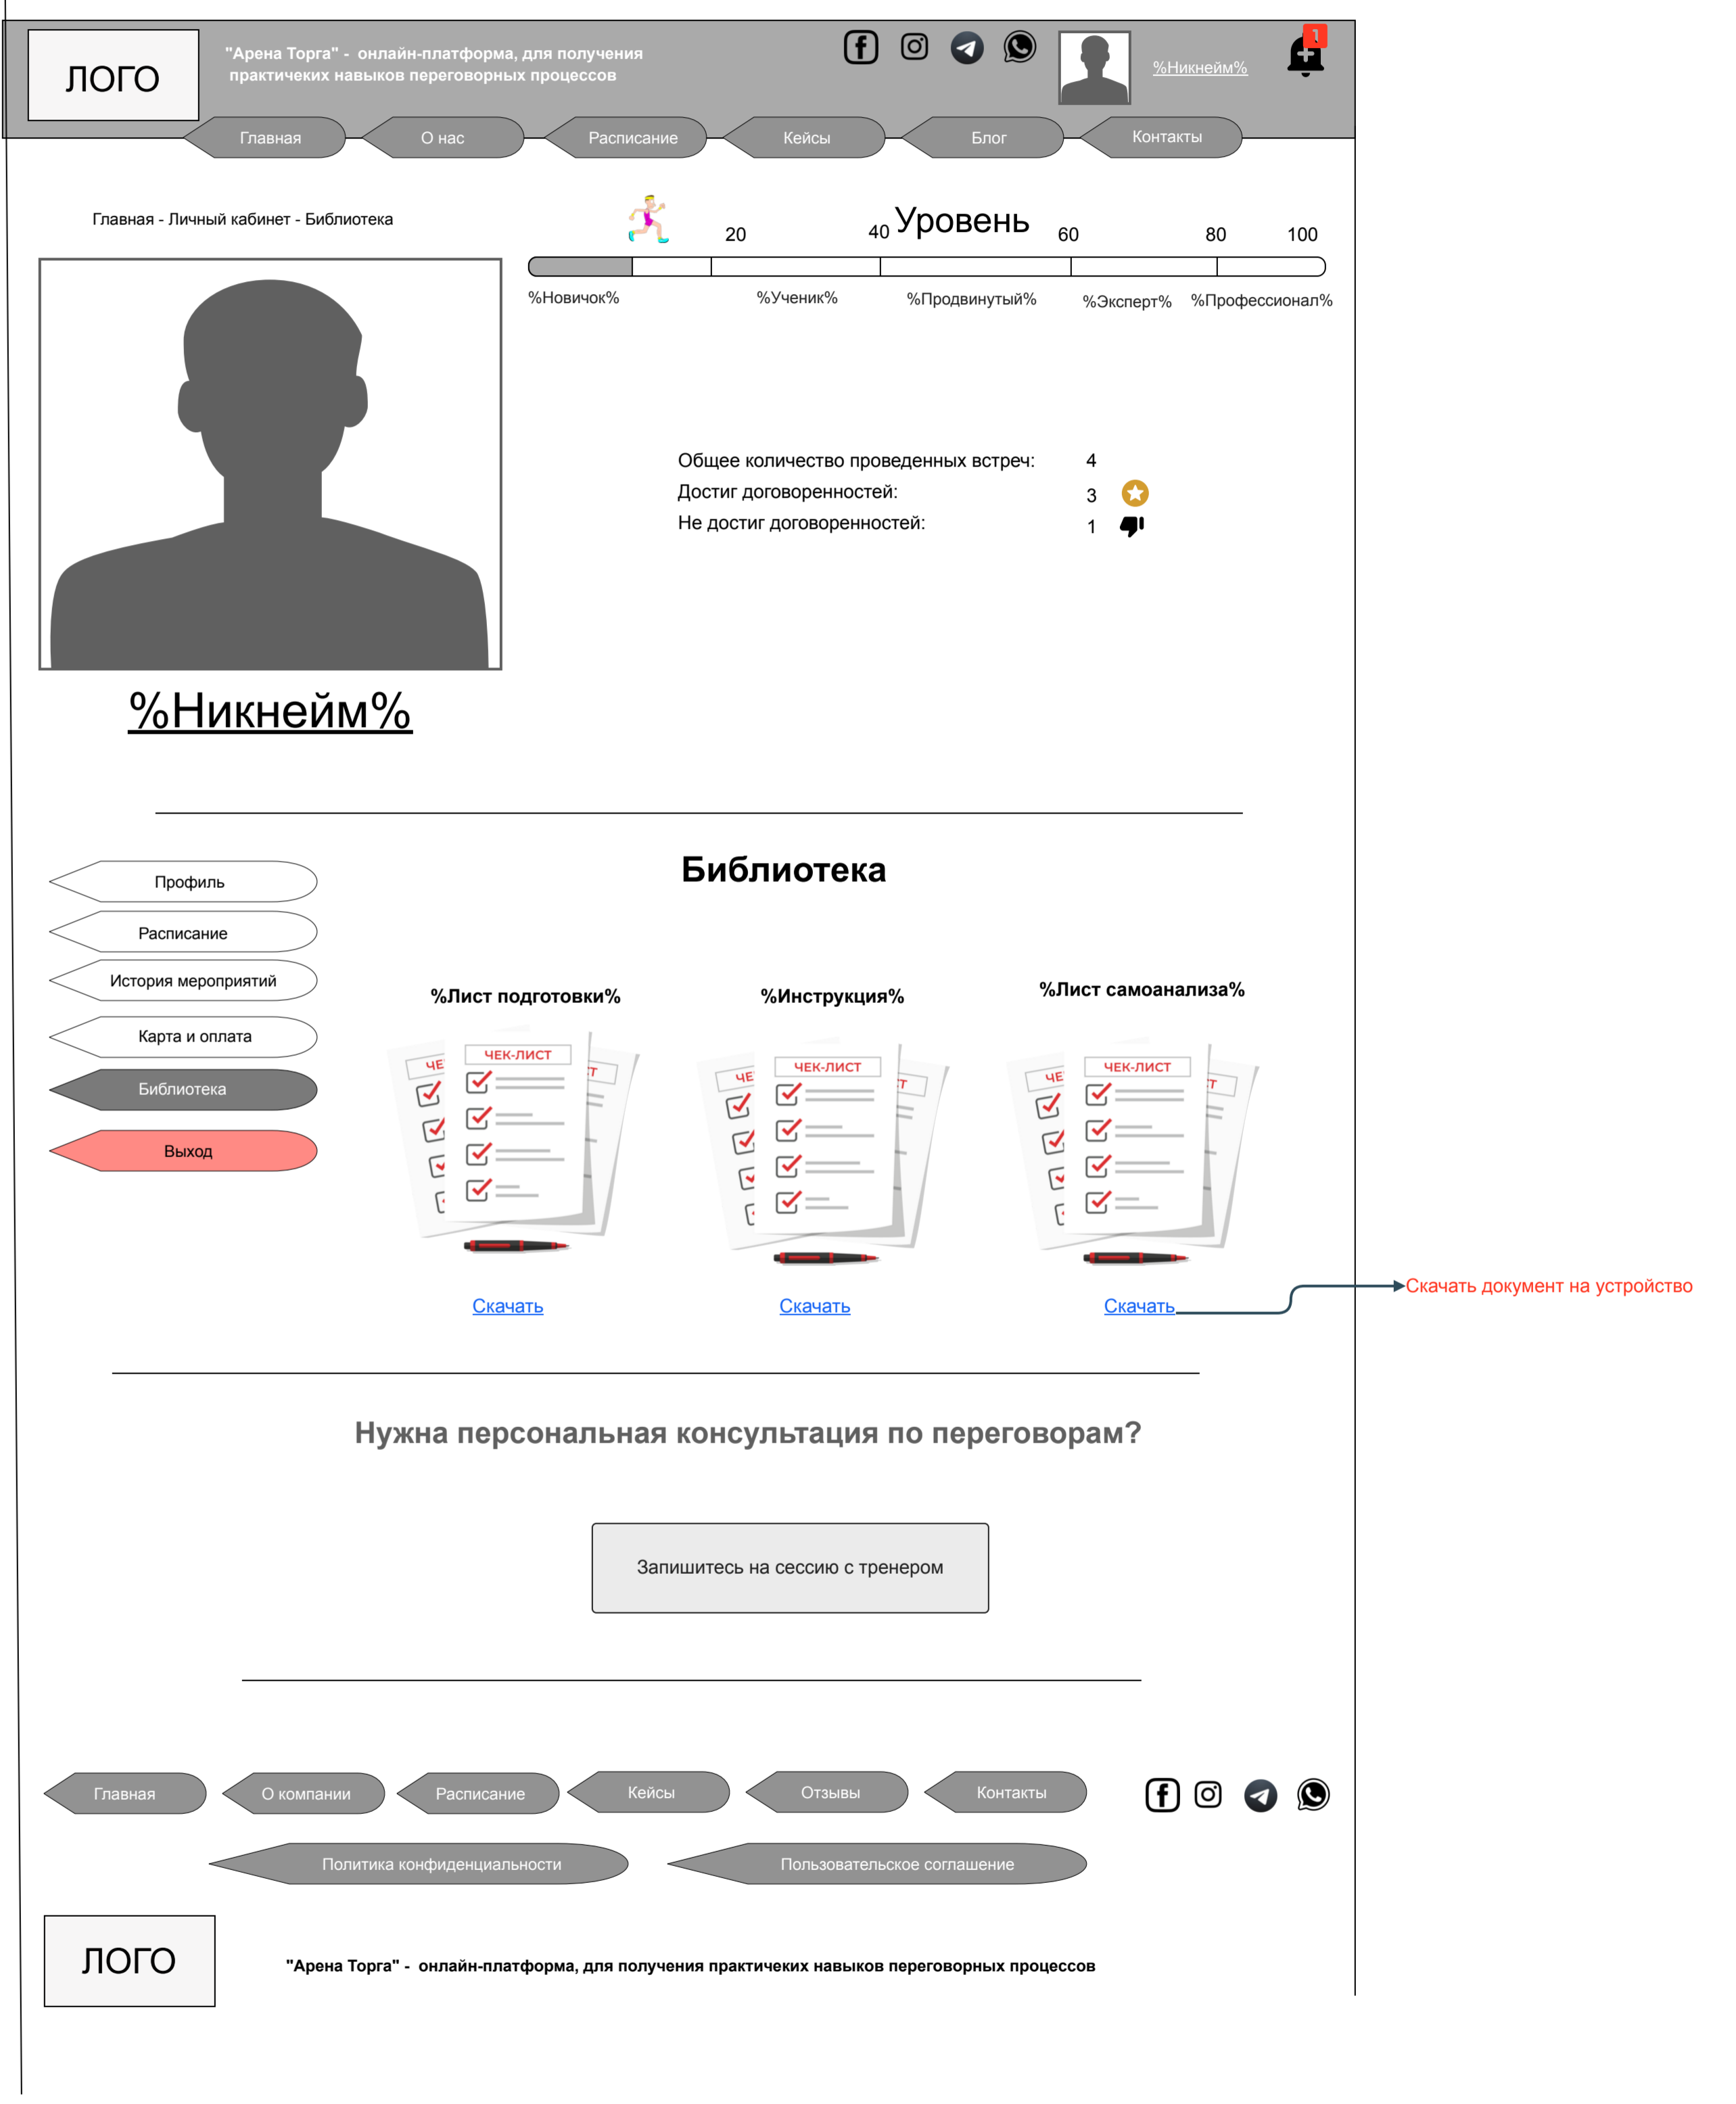 ЛОГО
"Арена Торга" - онлайн-платформа, для получения
практичеких навыков переговорных процессов
%Никнейм%
1
Главная
О нас
Расписание
Кейсы
Блог
Контакты
Главная - Личный кабинет - Библиотека
Уровень
20
40
60
80
100
%Новичок%
%Ученик%
%Продвинутый%
%Эксперт%
%Профессионал%
Общее количество проведенных встреч: 4
Достиг договоренностей: 3
Не достиг договоренностей: 1
%Никнейм%
Профиль
Расписание
История мероприятий
Карта и оплата
Библиотека
Выход
Библиотека
%Лист подготовки%
%Инструкция%
%Лист самоанализа%
ЧЕ
ЧЕК-ЛИСТ
Т
ЧЕ
ЧЕК-ЛИСТ
Т
ЧЕ
ЧЕК-ЛИСТ
Т
Скачать
Скачать
Скачать
Скачать документ на устройство
Нужна персональная консультация по переговорам?
Запишитесь на сессию с тренером
Главная
О компании
Расписание
Кейсы
Отзывы
Контакты
Политика конфиденциальности
Пользовательское соглашение
ЛОГО
"Арена Торга" - онлайн-платформа, для получения практичеких навыков переговорных процессов